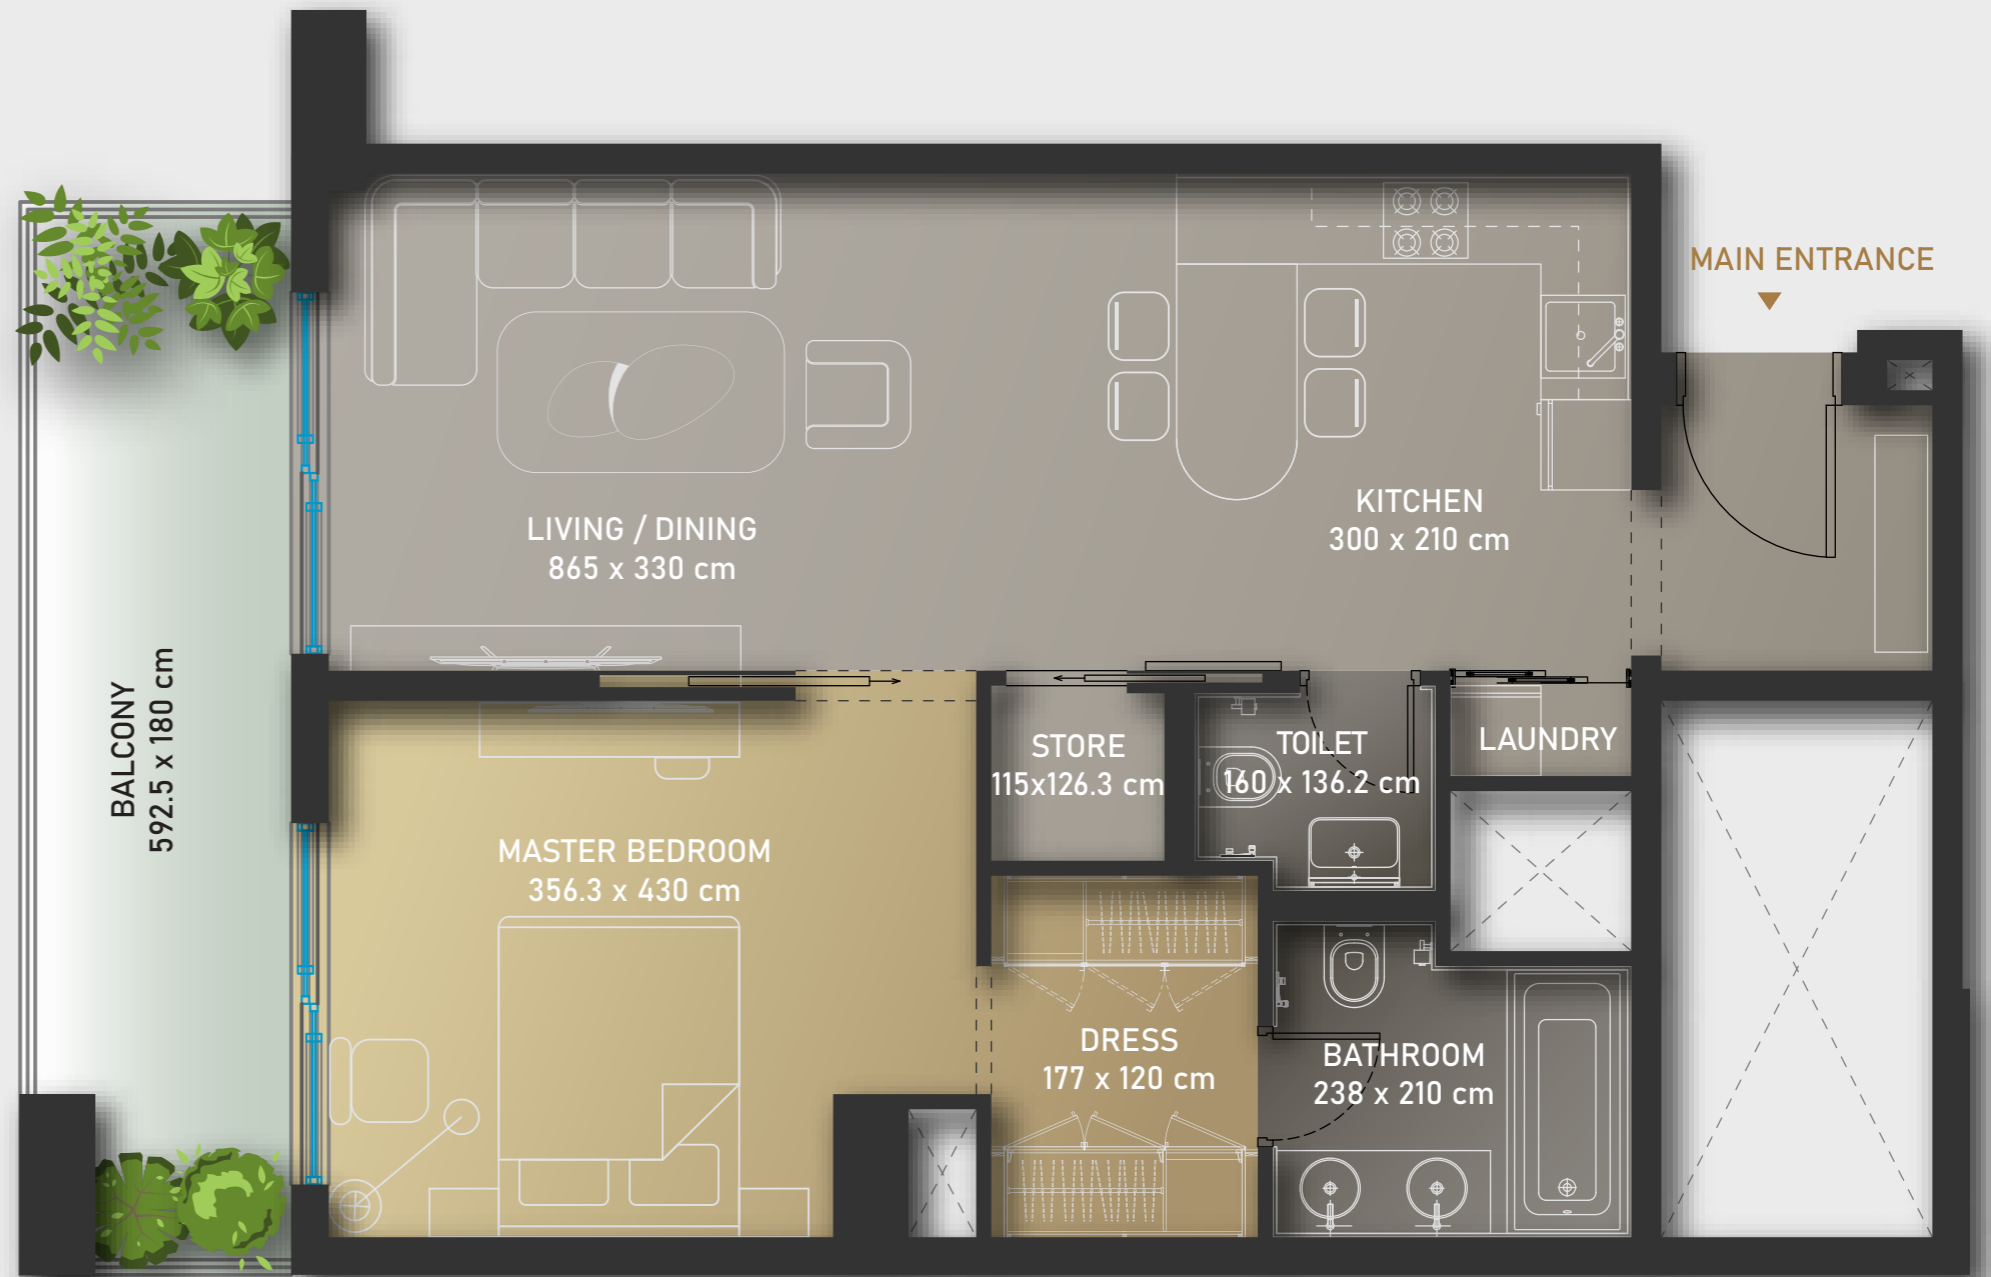 MAIN ENTRANCE
KITCHEN
300 x 210 cm
LIVING / DINING
865 x 330 cm
BALCONY
592.5 x 180 cm
STORE
115x126.3 cm
TOILET
160 x 136.2 cm
LAUNDRY
MASTER BEDROOM
356.3 x 430 cm
DRESS
177 x 120 cm
BATHROOM
238 x 210 cm